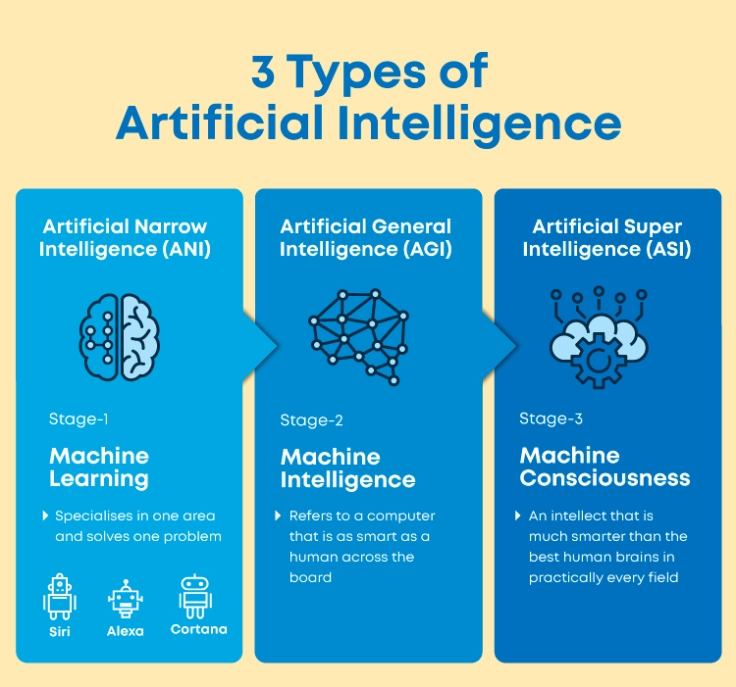 3 Types of
Artificial Intelligence
Artificial Narrow
Intelligence (ANI)
Stage-1
Machine
Learning
Specialises in one area
and solves one problem
Siri
Alexa
Cortana
Artificial General
Intelligence (AGI)
Stage-2
Machine
Intelligence
Refers to a computer
that is as smart as a
human across the
board
Artificial Super
Intelligence (ASI)
Stage-3
Machine
Consciousness
An intellect that is
much smarter than the
best human brains in
practically every field